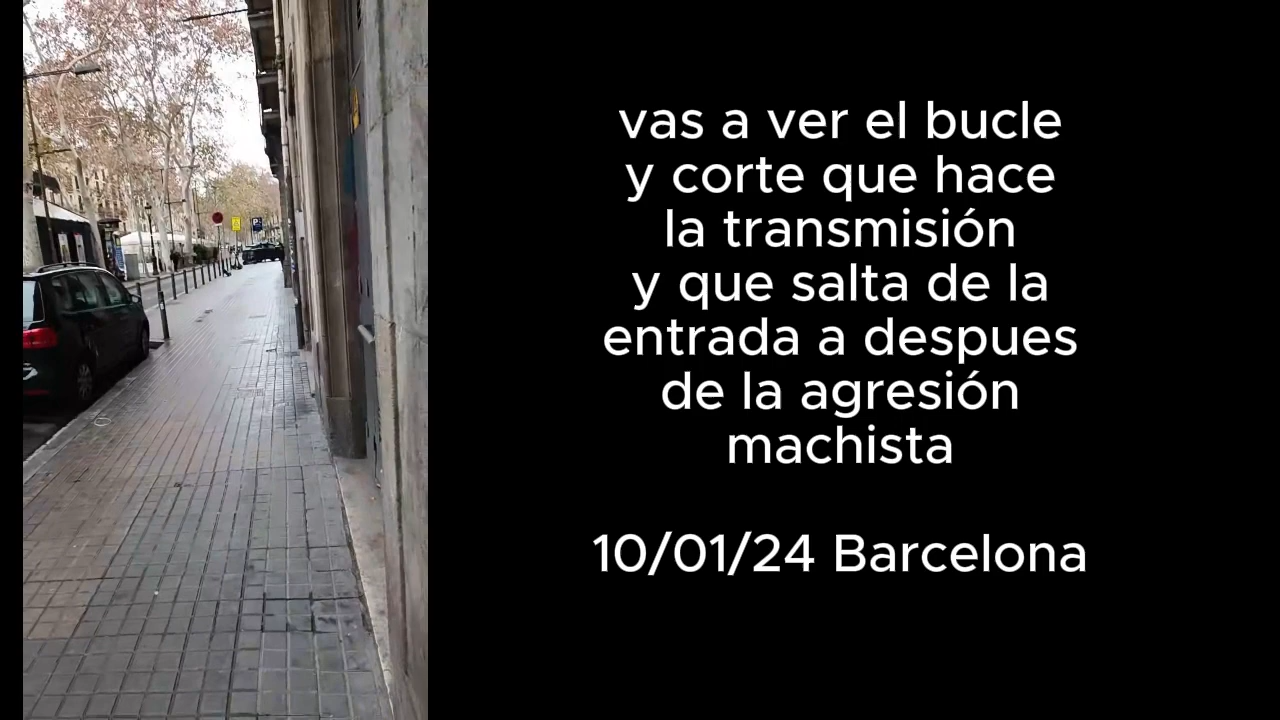 vas a ver el bucle
y corte que hace
la transmisión
y que salta de la
entrada a despues
de la agresión
machista
10/01/24 Barcelona